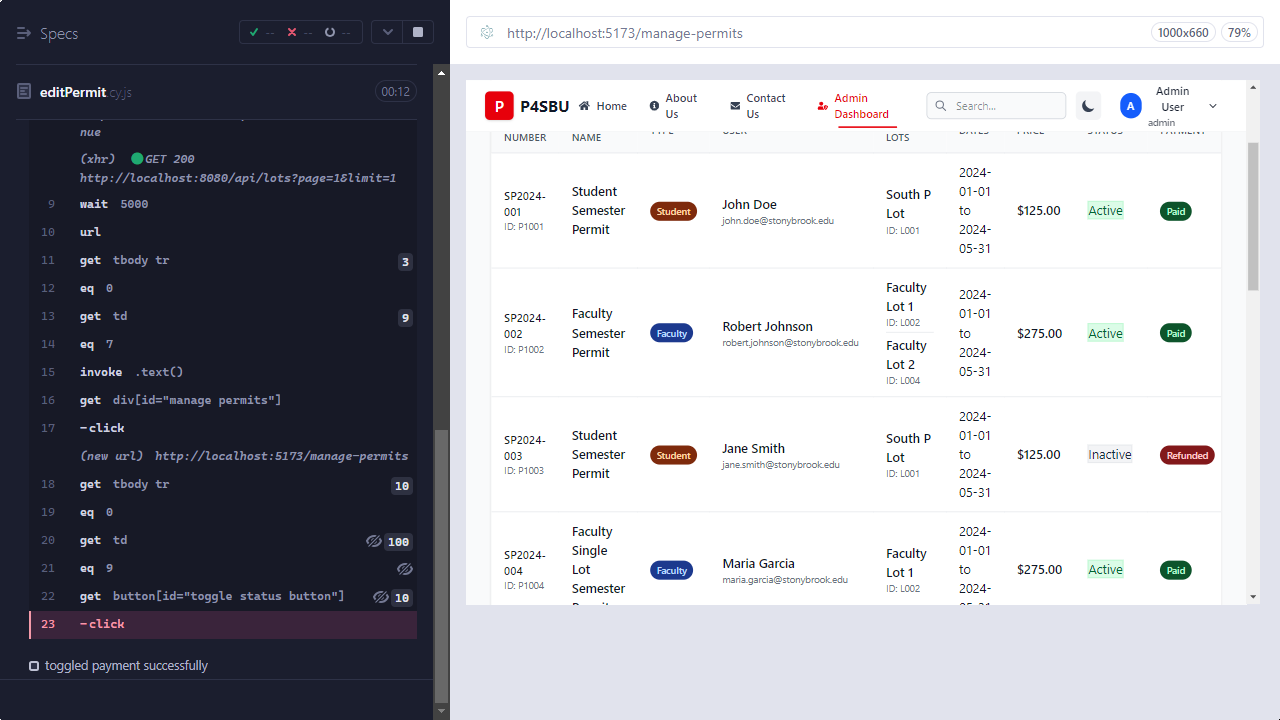 Specs
-- -- --
editPermit.cy.js
00:12
nue
(xhr) GET 200
http://localhost:8080/api/lots?page=1&limit=1
9 wait 5000
10 url
11 get tbody tr 3
12 eq 0
13 get td 9
14 eq 7
15 invoke .text()
16 get div[id="manage permits"]
17 -click
(new url) http://localhost:5173/manage-permits
18 get tbody tr 10
19 eq 0
20 get td 100
21 eq 9
22 get button[id="toggle status button"] 10
23 -click
toggled payment successfully
http://localhost:5173/manage-permits
1000x660
79%
P
P4SBU
Home
About
Us
Contact
Us
Admin
Dashboard
Search...
A
Admin
User
admin
NUMBER
NAME
TYPE
USER
LOTS
DATES
PRICE
STATUS
PAYMENT
SP2024-
001
ID: P1001
Student
Semester
Permit
Student
John Doe
john.doe@stonybrook.edu
South P
Lot
ID: L001
2024-
01-01
to
2024-
05-31
$125.00
Active
Paid
SP2024-
002
ID: P1002
Faculty
Semester
Permit
Faculty
Robert Johnson
robert.johnson@stonybrook.edu
Faculty
Lot 1
ID: L002
Faculty
Lot 2
ID: L004
2024-
01-01
to
2024-
05-31
$275.00
Active
Paid
SP2024-
003
ID: P1003
Student
Semester
Permit
Student
Jane Smith
jane.smith@stonybrook.edu
South P
Lot
ID: L001
2024-
01-01
to
2024-
05-31
$125.00
Inactive
Refunded
SP2024-
004
ID: P1004
Faculty
Single
Lot
Semester
Permit
Faculty
Maria Garcia
maria.garcia@stonybrook.edu
Faculty
Lot 1
ID: L002
2024-
01-01
to
2024-
05-31
$275.00
Active
Paid